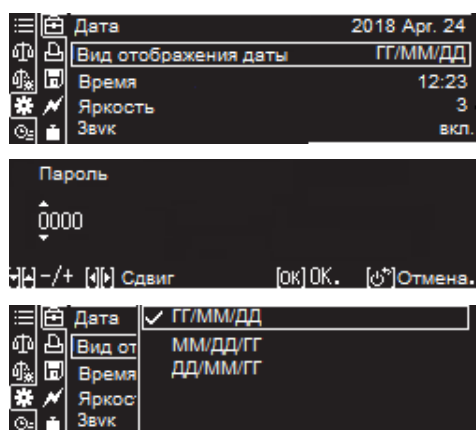 Дата 2018 Apr. 24
Вид отображения даты ГГ/ММ/ДД
Время 12:23
Яркость 3
Звук вкл.
Пароль
0000
-/+ Сдвиг [OK]OK. Отмена.
Дата ГГ/ММ/ДД
Вид от ММ/ДД/ГГ
Время ДД/ММ/ГГ
Яркос
Звук